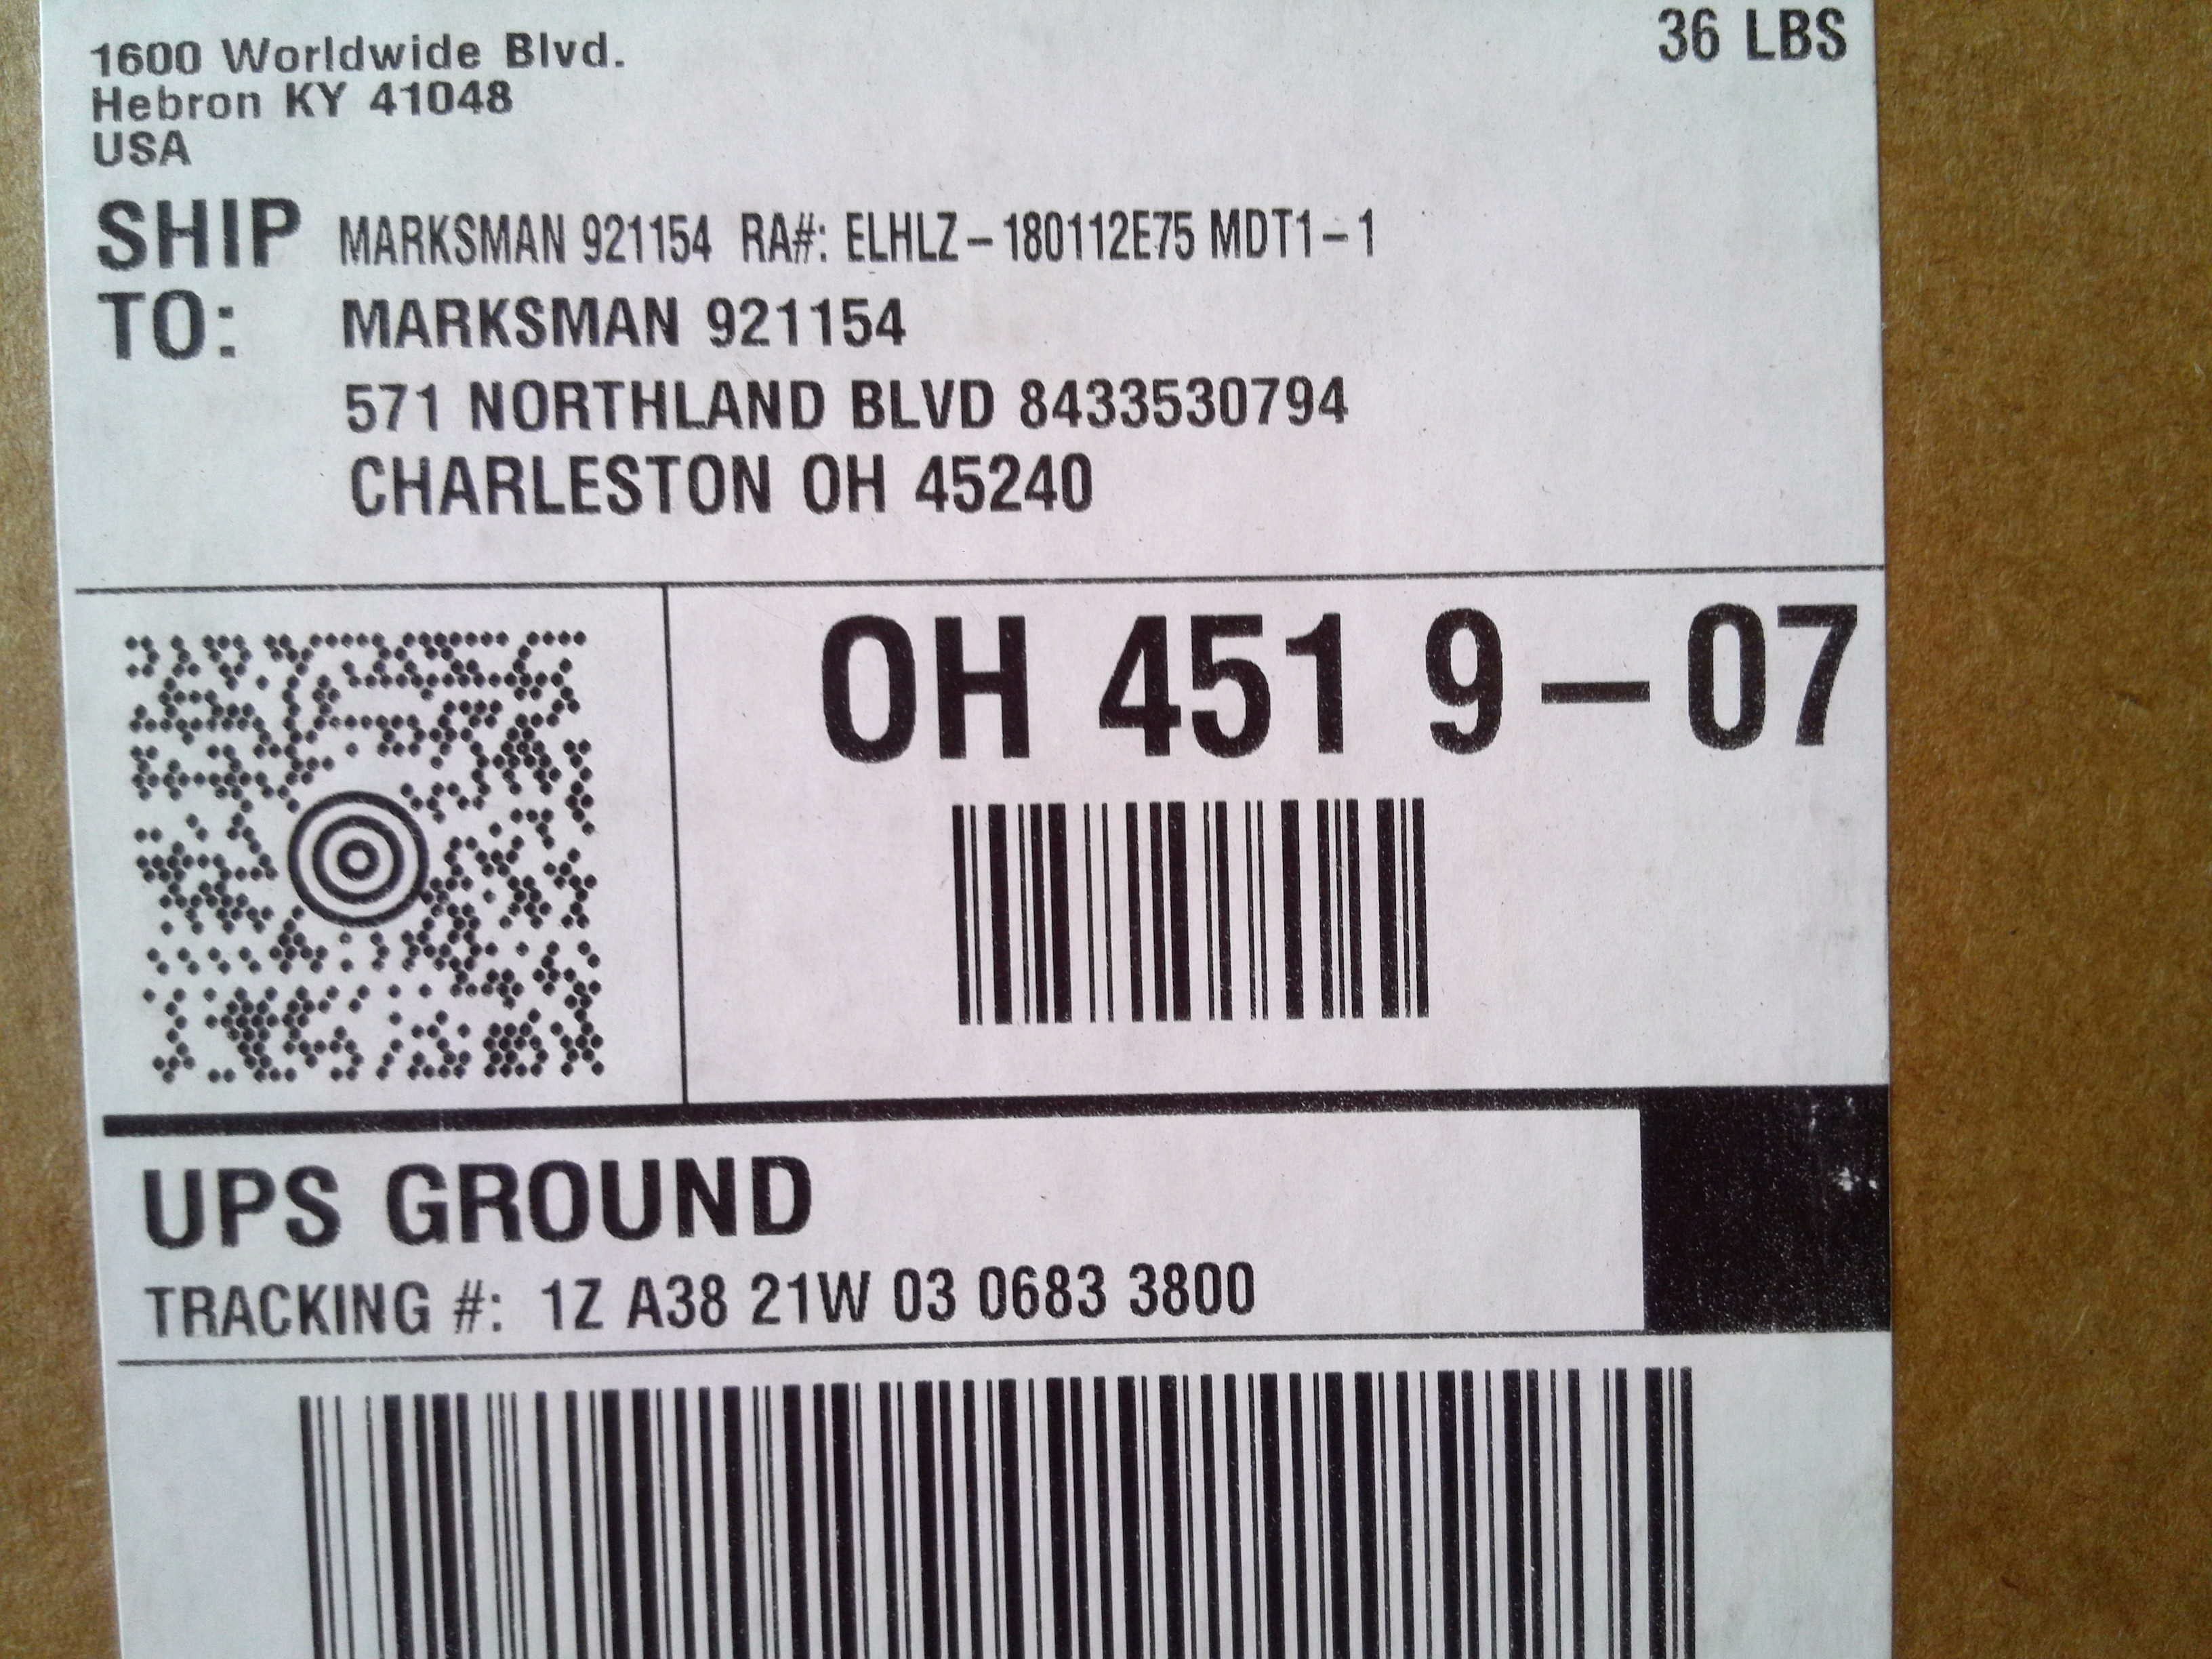 1600 Worldwide Blvd.
36 LBS
Hebron KY 41048
USA
SHIP MARKSMAN 921154 RA#: ELHLZ-180112E75 MDT1-1
TO: MARKSMAN 921154
571 NORTHLAND BLVD 8433530794
CHARLESTON OH 45240
OH 451 9-07
UPS GROUND
TRACKING #: 1Z A38 21W 03 0683 3800